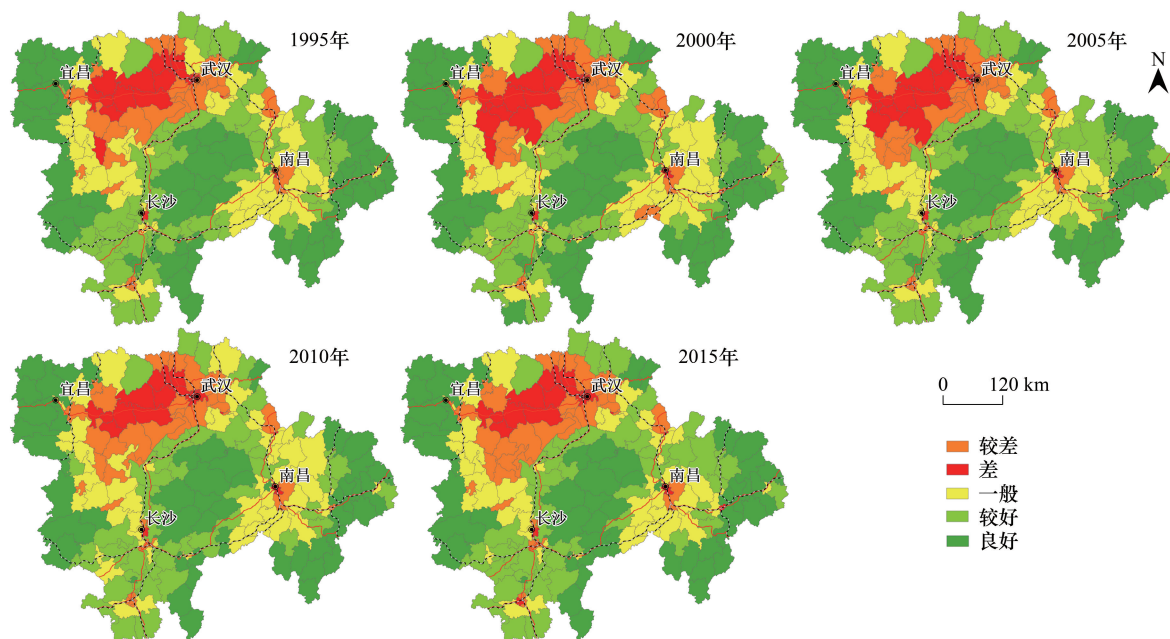 1995年
宜昌
武汉
南昌
长沙
2000年
宜昌
武汉
南昌
长沙
2005年
宜昌
武汉
南昌
长沙
N
2010年
宜昌
武汉
南昌
长沙
2015年
宜昌
武汉
南昌
长沙
0 120 km
较差
差
一般
较好
良好